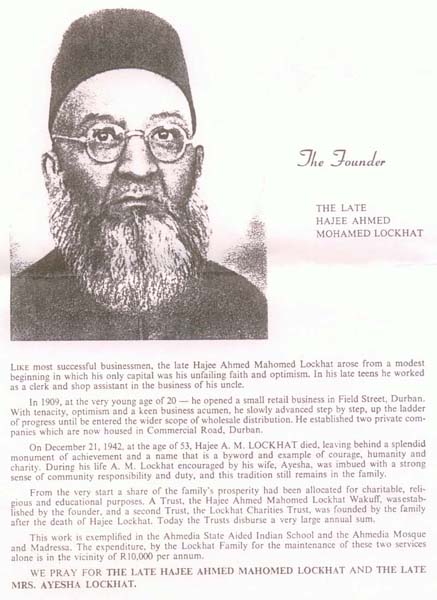 The Founder
THE LATE
HAJEE AHMED
MOHAMED LOCKHAT
LIKE most successful businessmen, the late Hajee Ahmed Mahomed Lockhat arose from a modest
beginning in which his only capital was his unfailing faith and optimism. In his late teens he worked
as a clerk and shop assistant in the business of his uncle.
In 1909, at the very young age of 20 — he opened a small retail business in Field Street, Durban.
With tenacity, optimism and a keen business acumen, he slowly advanced step by step, up the ladder
of progress until he entered the wider scope of wholesale distribution. He established two private com-
panies which are now housed in Commercial Road, Durban.
On December 21, 1942, at the age of 53, Hajee A. M. LOCKHAT died, leaving behind a splendid
monument of achievement and a name that is a byword and example of courage, humanity and
charity. During his life A. M. Lockhat encouraged by his wife, Ayesha, was imbued with a strong
sense of community responsibility and duty, and this tradition still remains in the family.
From the very start a share of the family's prosperity had been allocated for charitable, reli-
gious and educational purposes. A Trust, the Hajee Ahmed Mahomed Lockhat Wakuff, was estab-
lished by the founder, and a second Trust, the Lockhat Charities Trust, was founded by the family
after the death of Hajee Lockhat. Today the Trusts disburse a very large annual sum.
This work is exemplified in the Ahmedia State Aided Indian School and the Ahmedia Mosque
and Madressa. The expenditure, by the Lockhat Family for the maintenance of these two services
alone is in the vicinity of R10,000 per annum.
WE PRAY FOR THE LATE HAJEE AHMED MAHOMED LOCKHAT AND THE LATE
MRS. AYESHA LOCKHAT.